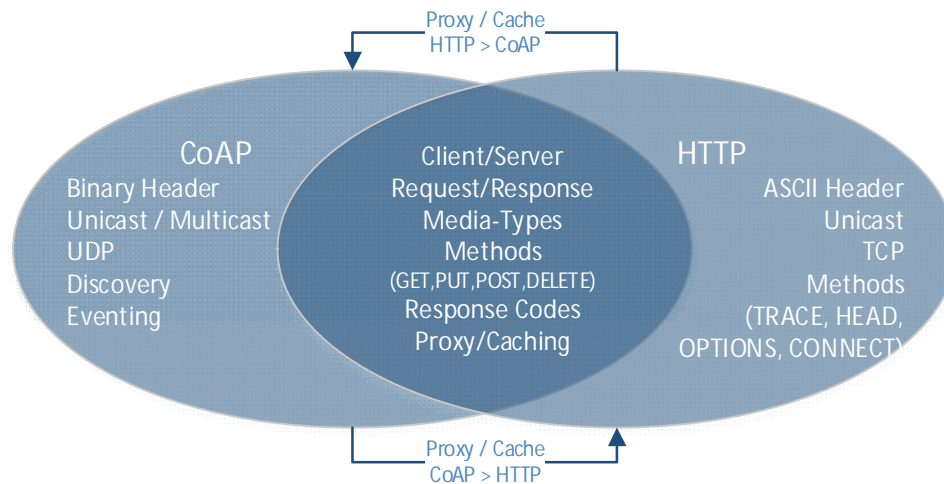 Proxy / Cache
HTTP > CoAP
CoAP
Binary Header
Unicast / Multicast
UDP
Discovery
Eventing
Client/Server
Request/Response
Media-Types
Methods
(GET,PUT,POST,DELETE)
Response Codes
Proxy/Caching
HTTP
ASCII Header
Unicast
TCP
Methods
(TRACE, HEAD,
OPTIONS, CONNECT)
Proxy / Cache
CoAP > HTTP